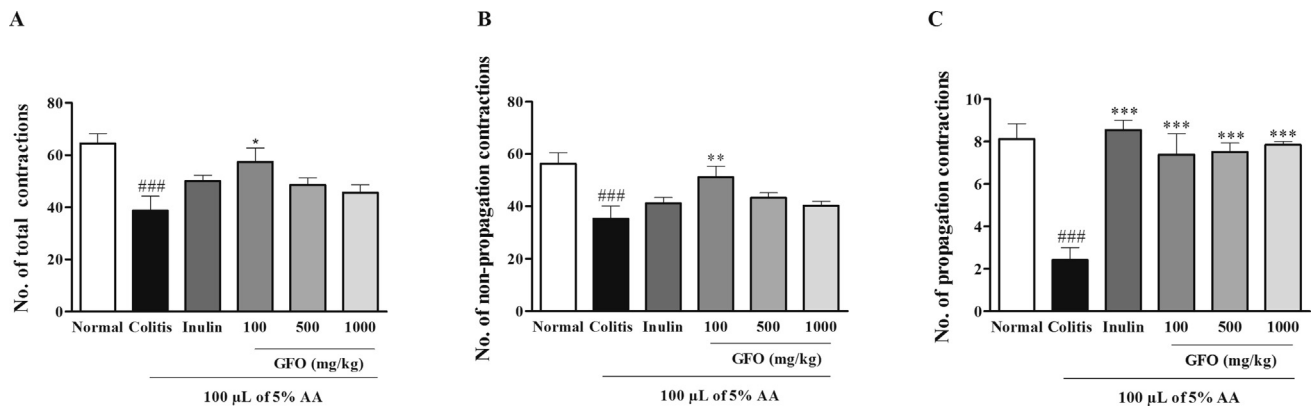 A
No. of total contractions
80
60
40
20
0
###
*
Normal Colitis Inulin 100 500 1000
GFO (mg/kg)
100 µL of 5% AA
B
No. of non-propagation contractions
80
60
40
20
0
###
**
Normal Colitis Inulin 100 500 1000
GFO (mg/kg)
100 µL of 5% AA
C
No. of propagation contractions
10
8
6
4
2
0
###
*** *** *** ***
Normal Colitis Inulin 100 500 1000
GFO (mg/kg)
100 µL of 5% AA